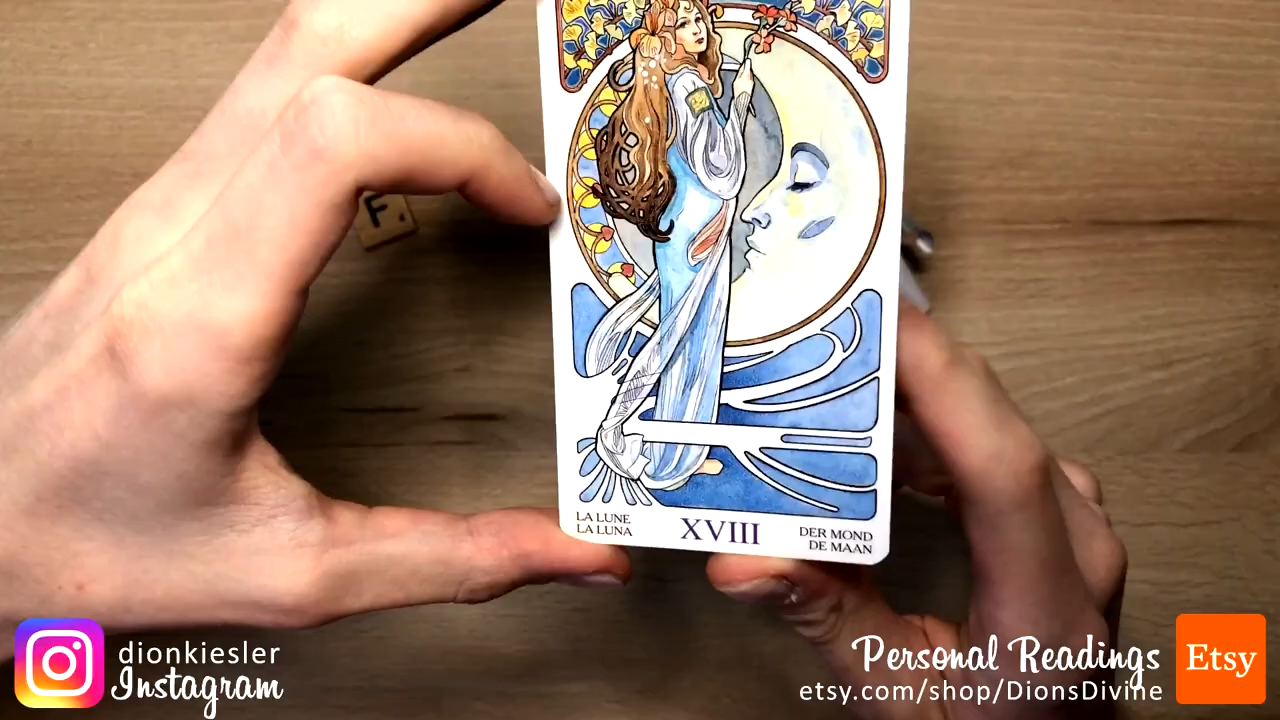 F
LA LUNE
LA LUNA
XVIII
DER MOND
DE MAAN
dionkiesler
Instagram
Personal Readings
etsy.com/shop/DionsDivine
Etsy